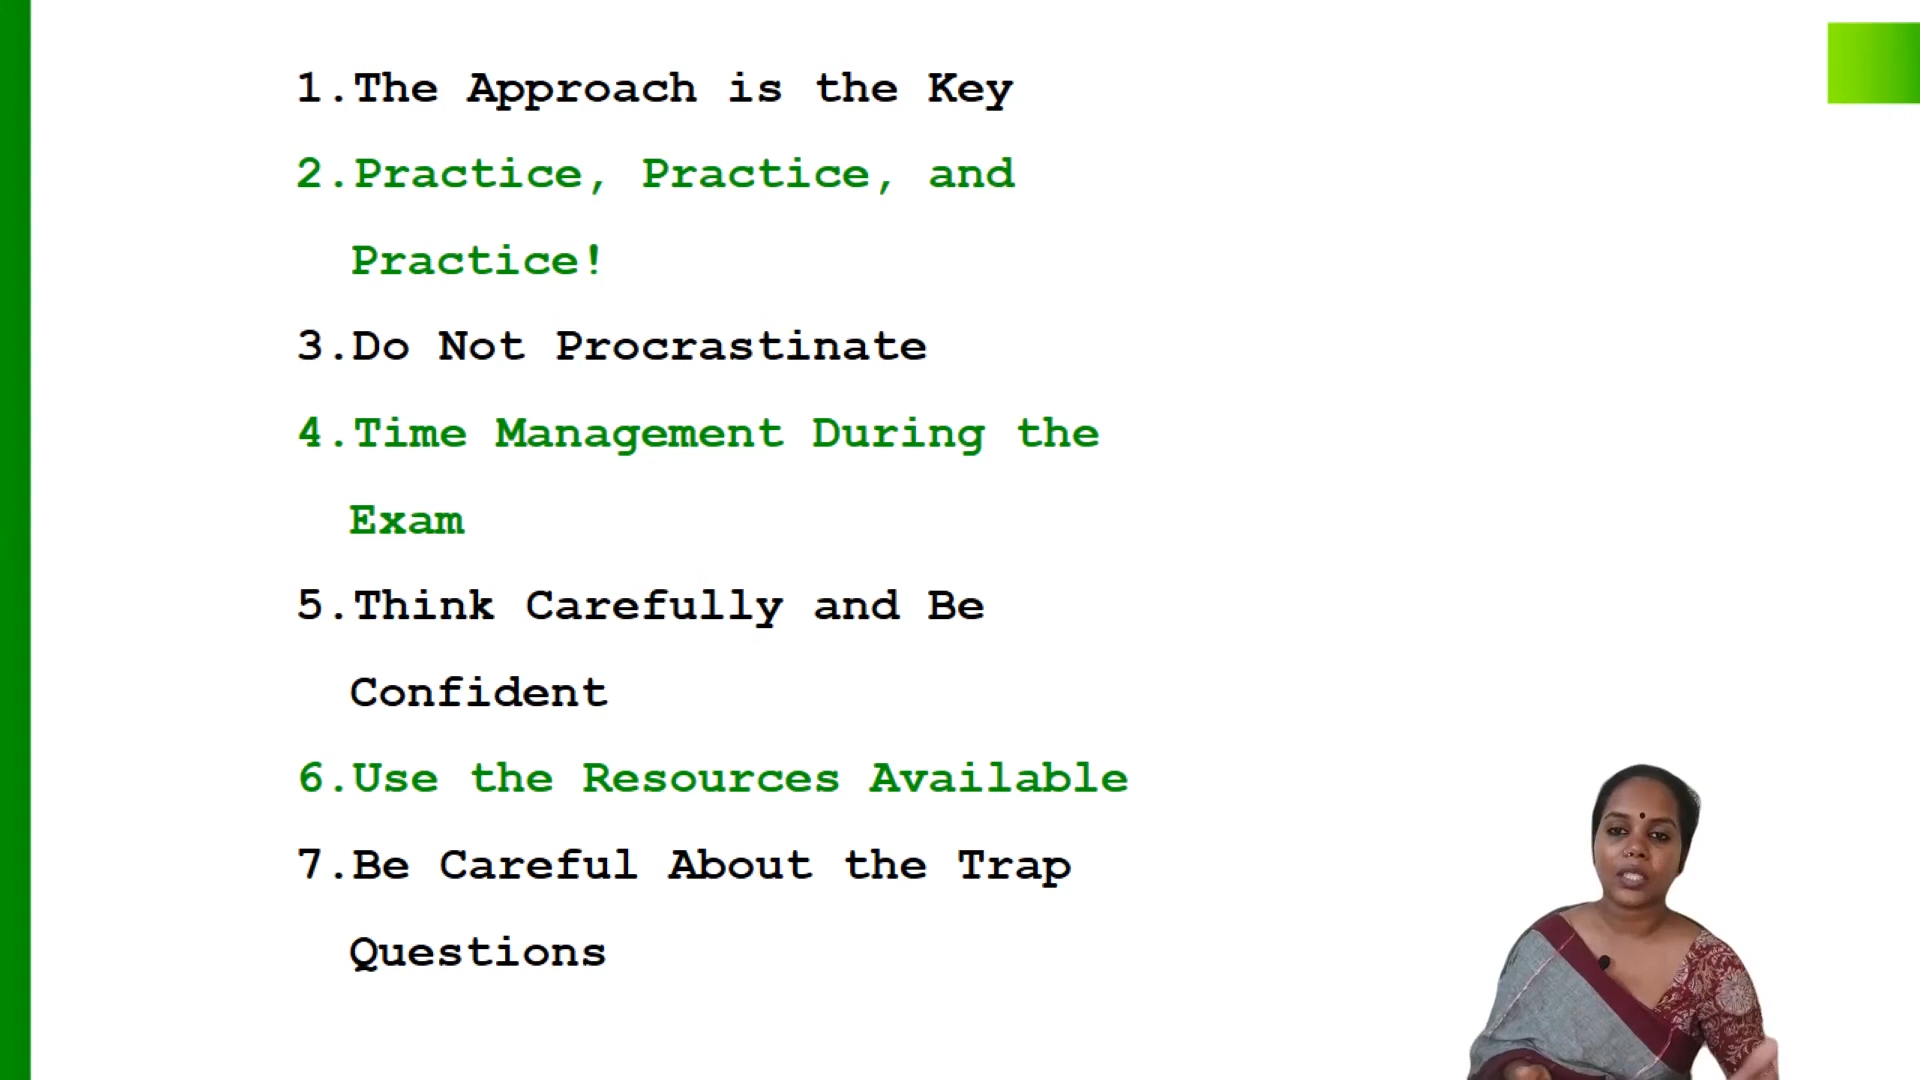 1.The Approach is the Key
2.Practice, Practice, and
Practice!
3.Do Not Procrastinate
4.Time Management During the
Exam
5.Think Carefully and Be
Confident
6.Use the Resources Available
7.Be Careful About the Trap
Questions